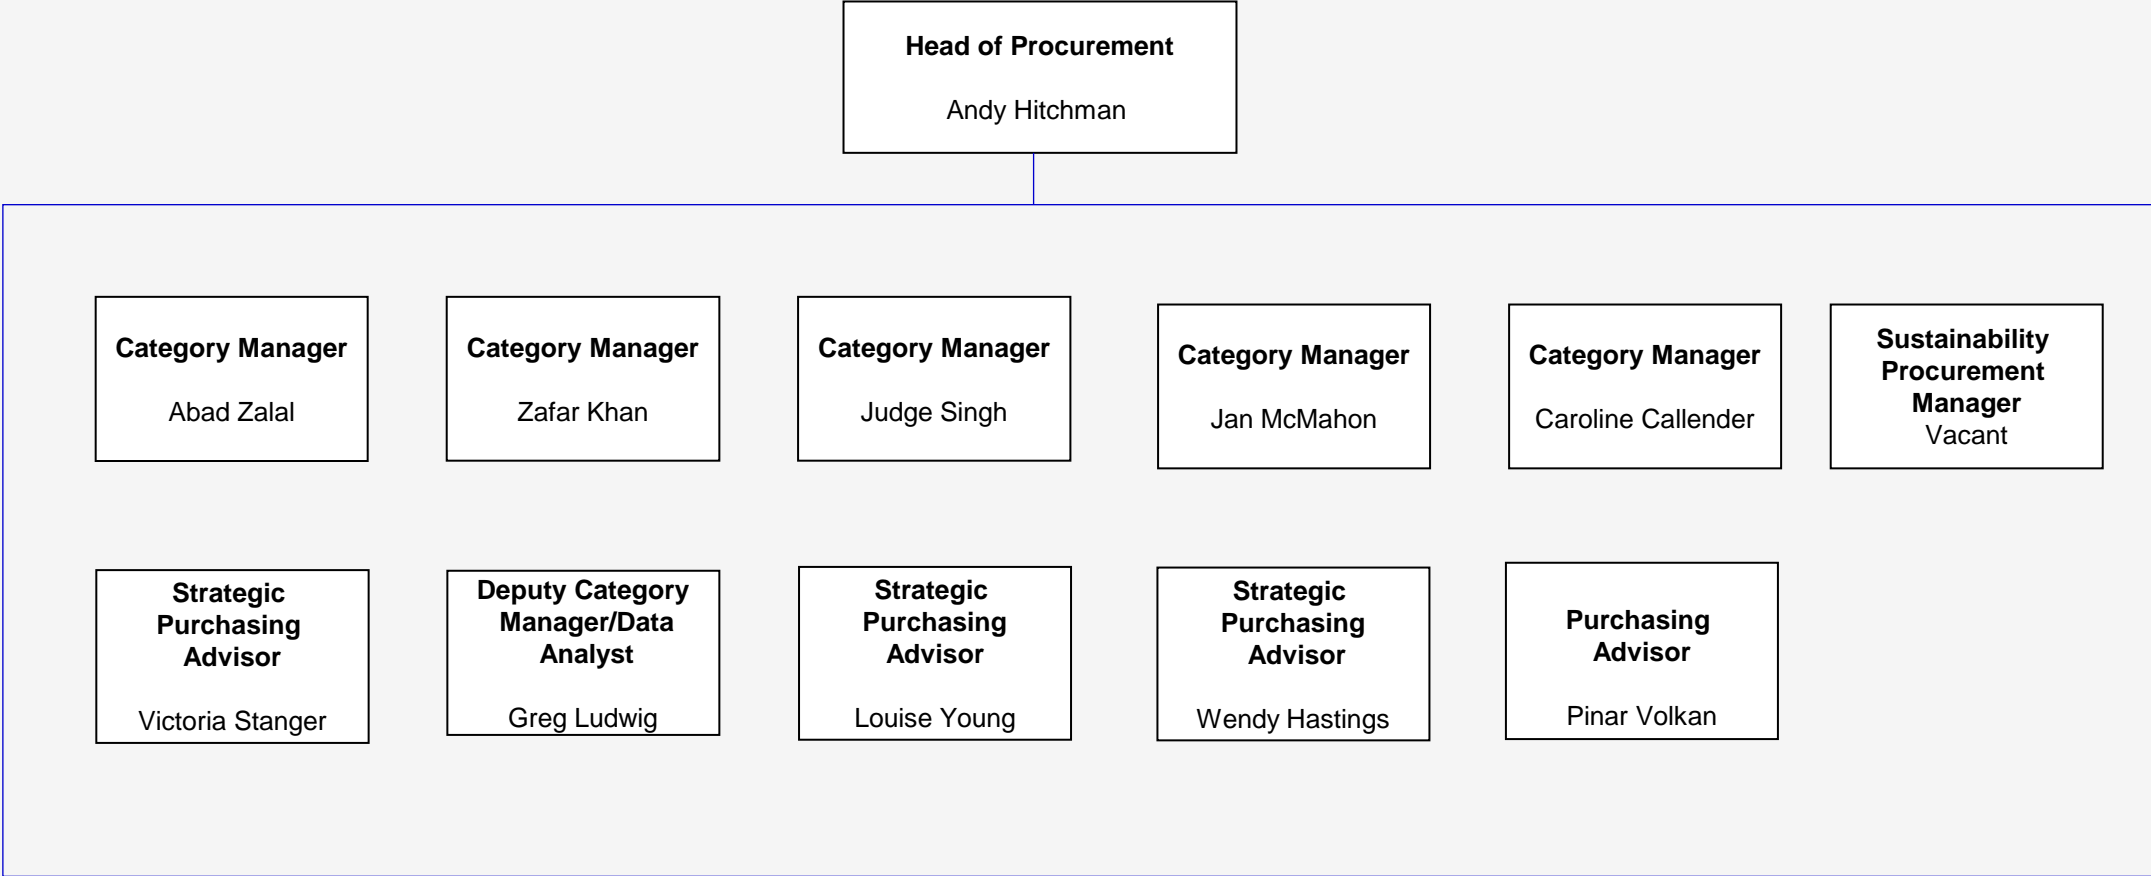 Head of Procurement
Andy Hitchman
Category Manager
Abad Zalal
Category Manager
Zafar Khan
Category Manager
Judge Singh
Category Manager
Jan McMahon
Category Manager
Caroline Callender
Sustainability
Procurement
Manager
Vacant
Strategic
Purchasing
Advisor
Victoria Stanger
Deputy Category
Manager/Data
Analyst
Greg Ludwig
Strategic
Purchasing
Advisor
Louise Young
Strategic
Purchasing
Advisor
Wendy Hastings
Purchasing
Advisor
Pinar Volkan